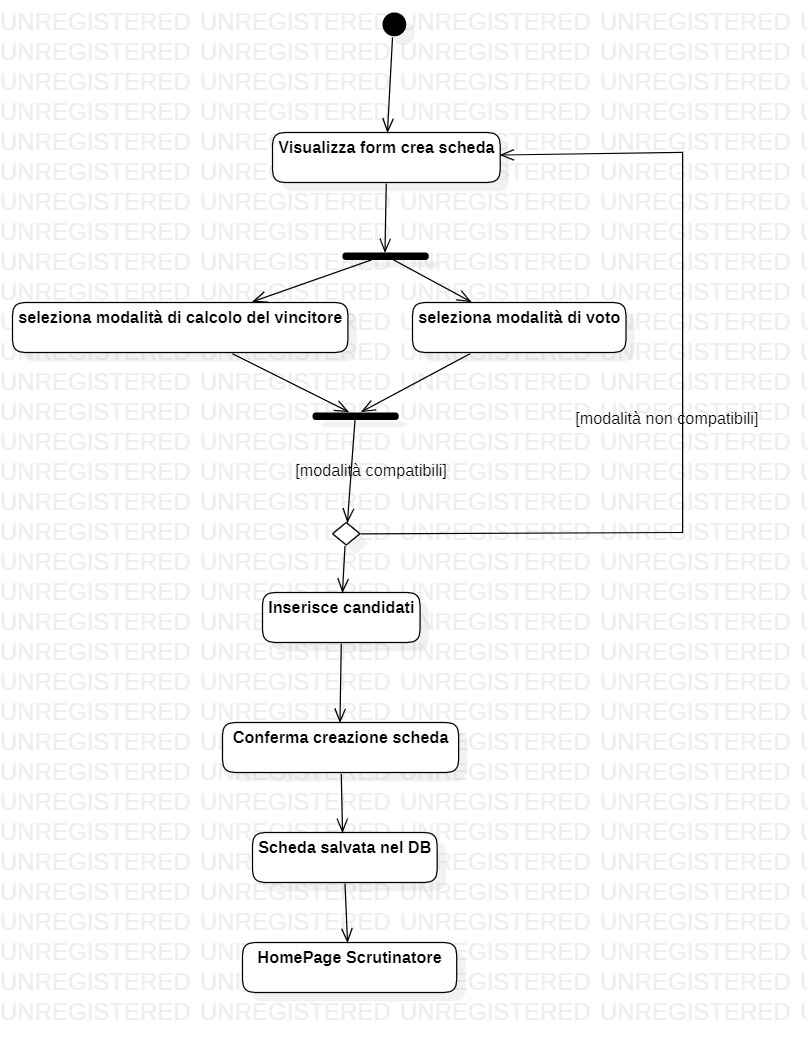 Visualizza form crea scheda
seleziona modalità di calcolo del vincitore
seleziona modalità di voto
[modalità non compatibili]
[modalità compatibili]
Inserisce candidati
Conferma creazione scheda
Scheda salvata nel DB
HomePage Scrutinatore
UNREGISTERED